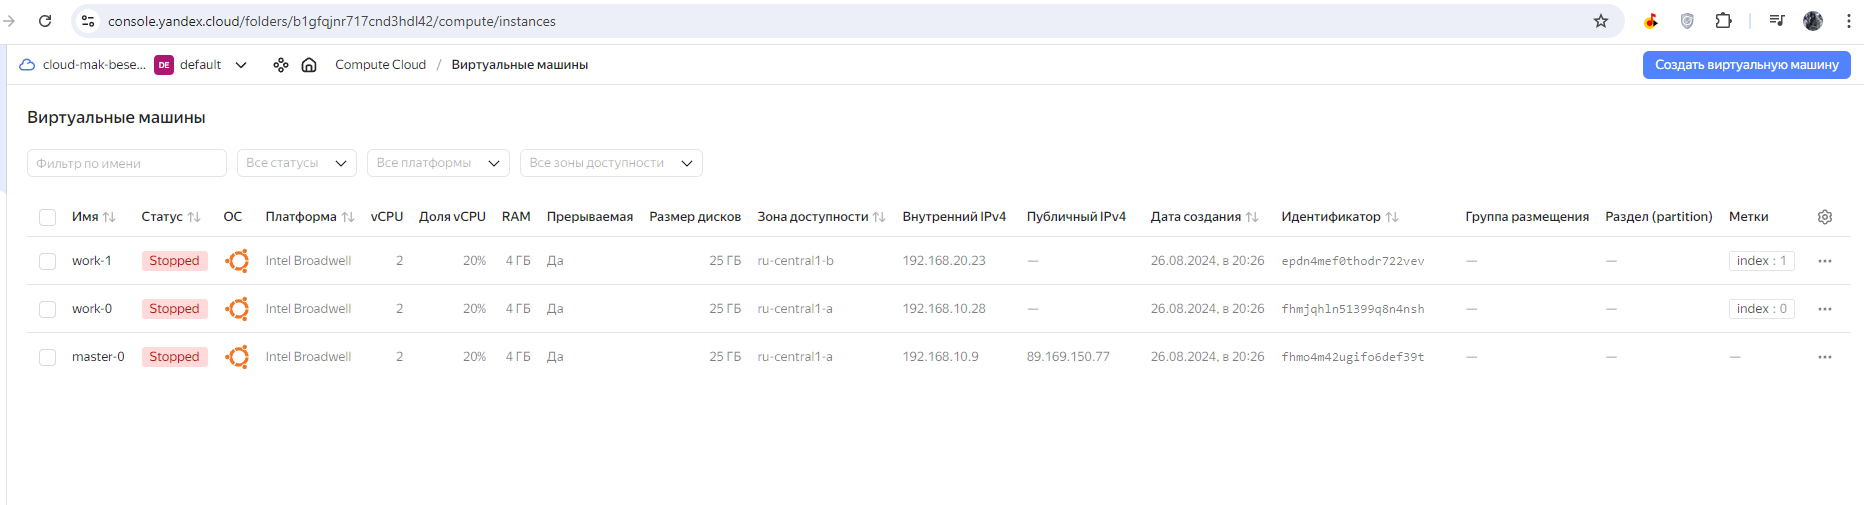 console.yandex.cloud/folders/b1gfqjnr717cnd3hdl42/compute/instances
cloud-mak-bese... DE default Compute Cloud / Виртуальные машины Создать виртуальную машину
Виртуальные машины
Фильтр по имени Все статусы Все платформы Все зоны доступности
Имя Статус ОС Платформа vCPU Доля vCPU RAM Прерываемая Размер дисков Зона доступности Внутренний IPv4 Публичный IPv4 Дата создания Идентификатор Группа размещения Раздел (partition) Метки
work-1 Stopped Intel Broadwell 2 20% 4 ГБ Да 25 ГБ ru-central1-b 192.168.20.23 — 26.08.2024, в 20:26 epdn4mef0thodr722vev — — index : 1
work-0 Stopped Intel Broadwell 2 20% 4 ГБ Да 25 ГБ ru-central1-a 192.168.10.28 — 26.08.2024, в 20:26 fhmjqhln51399q8n4nsh — — index : 0
master-0 Stopped Intel Broadwell 2 20% 4 ГБ Да 25 ГБ ru-central1-a 192.168.10.9 89.169.150.77 26.08.2024, в 20:26 fhmo4m42ugifo6def39t — — —